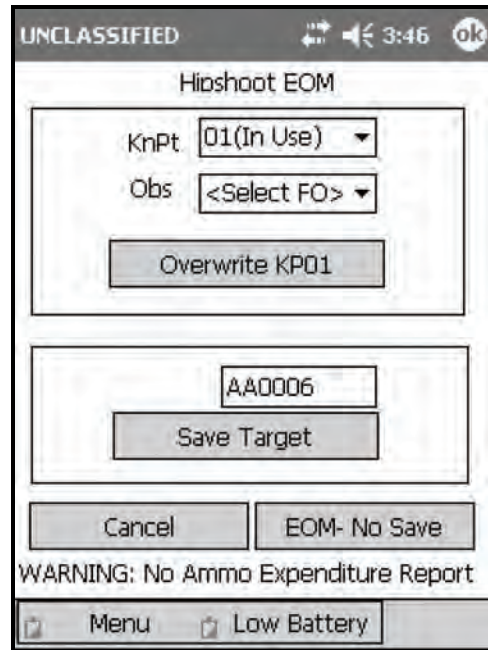 UNCLASSIFIED 3:46 ok
Hipshoot EOM
KnPt 01(In Use)
Obs <Select FO>
Overwrite KP01
AA0006
Save Target
Cancel EOM- No Save
WARNING: No Ammo Expenditure Report
Menu Low Battery